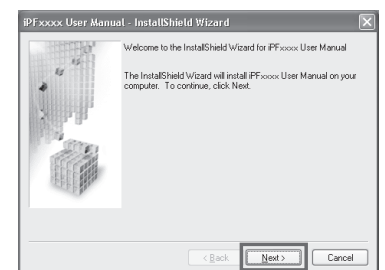 iPFxxxx User Manual - InstallShield Wizard
Welcome to the InstallShield Wizard for iPFxxxx User Manual
The InstallShield Wizard will install iPFxxxx User Manual on your
computer. To continue, click Next.
< Back
Next >
Cancel